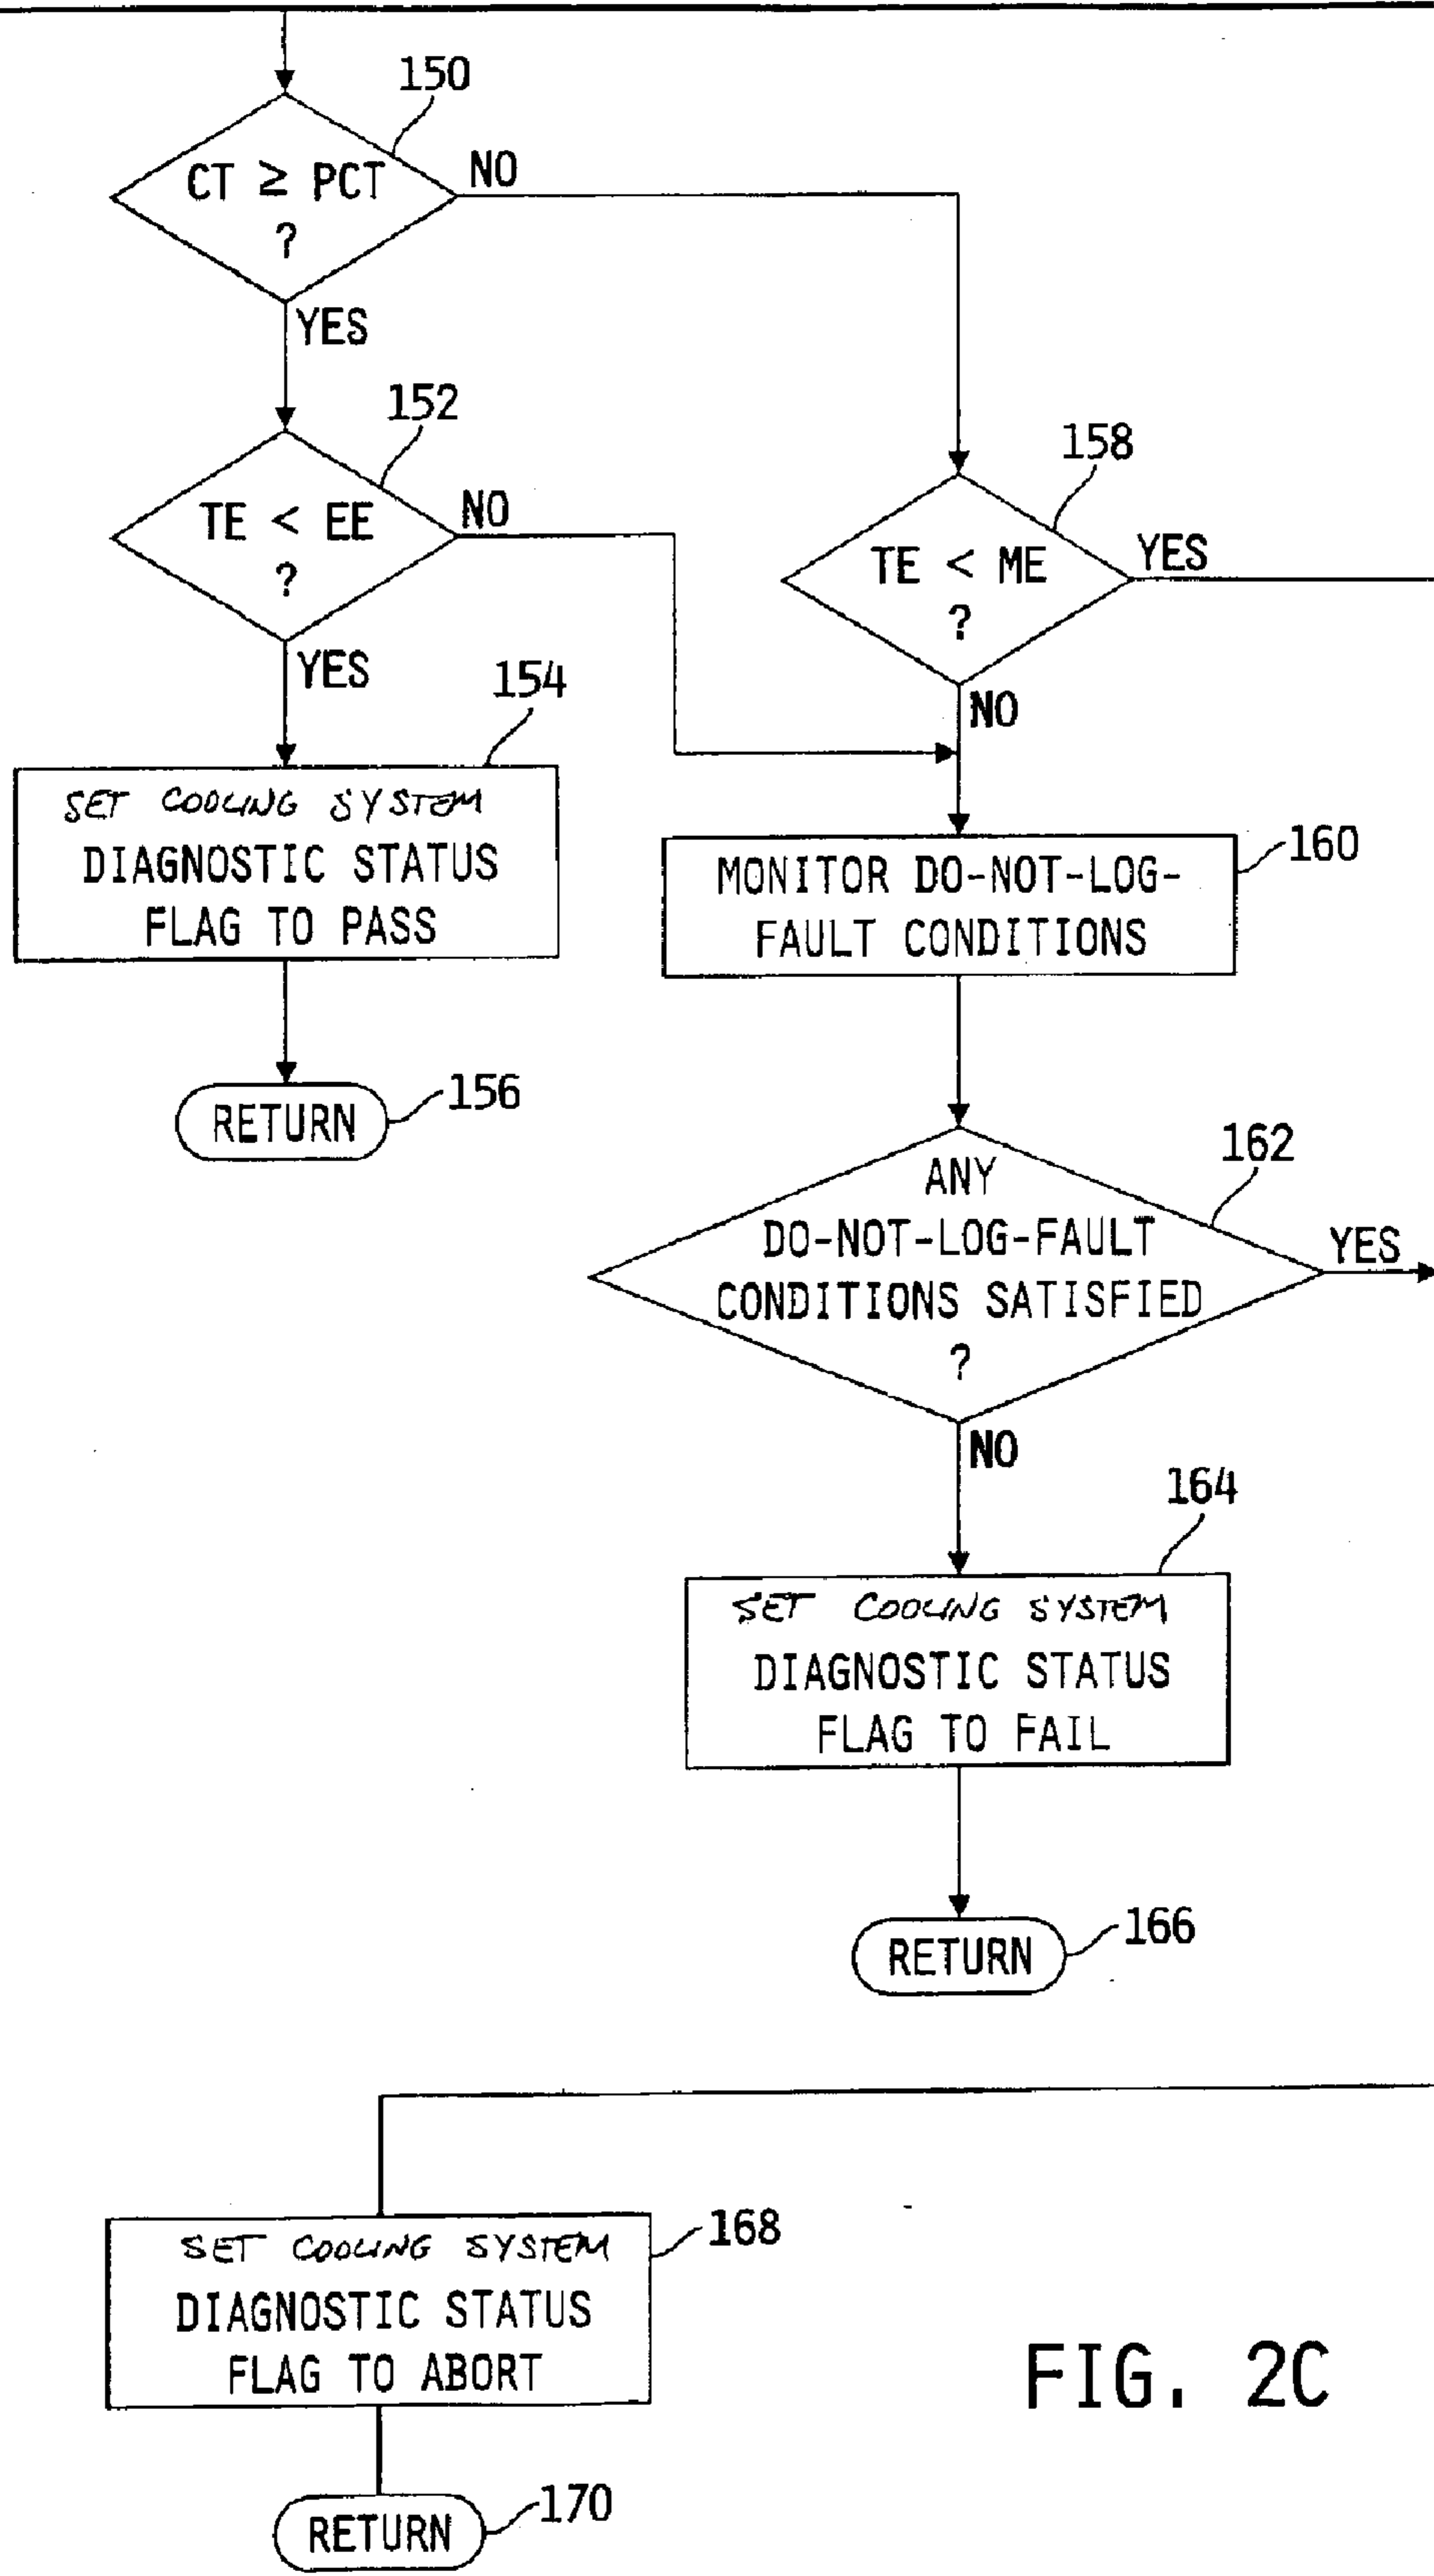 150
CT ≥ PCT
?
NO
YES
152
TE < EE
?
NO
YES
158
TE < ME
?
YES
NO
154
SET COOLING SYSTEM
DIAGNOSTIC STATUS
FLAG TO PASS
156
RETURN
160
MONITOR DO-NOT-LOG-
FAULT CONDITIONS
162
ANY
DO-NOT-LOG-FAULT
CONDITIONS SATISFIED
?
YES
NO
164
SET COOLING SYSTEM
DIAGNOSTIC STATUS
FLAG TO FAIL
166
RETURN
168
SET COOLING SYSTEM
DIAGNOSTIC STATUS
FLAG TO ABORT
170
RETURN
FIG. 2C